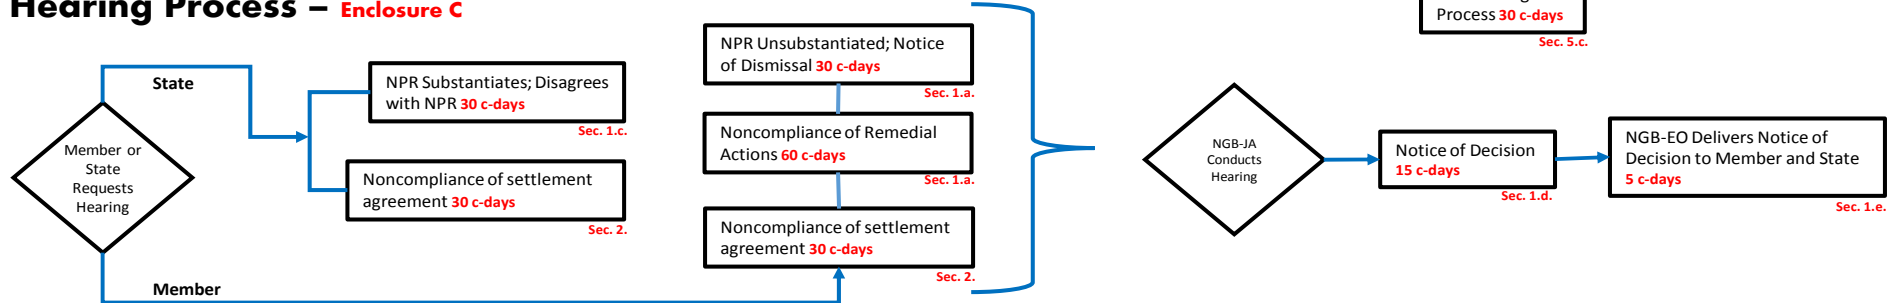 Hearing Process – Enclosure C
Process 30 c-days
Sec. 5.c.
State
Member or
State
Requests
Hearing
Member
NPR Substantiates; Disagrees
with NPR 30 c-days
Sec. 1.c.
Noncompliance of settlement
agreement 30 c-days
Sec. 2.
NPR Unsubstantiated; Notice
of Dismissal 30 c-days
Sec. 1.a.
Noncompliance of Remedial
Actions 60 c-days
Sec. 1.a.
Noncompliance of settlement
agreement 30 c-days
Sec. 2.
NGB-JA
Conducts
Hearing
Notice of Decision
15 c-days
Sec. 1.d.
NGB-EO Delivers Notice of
Decision to Member and State
5 c-days
Sec. 1.e.